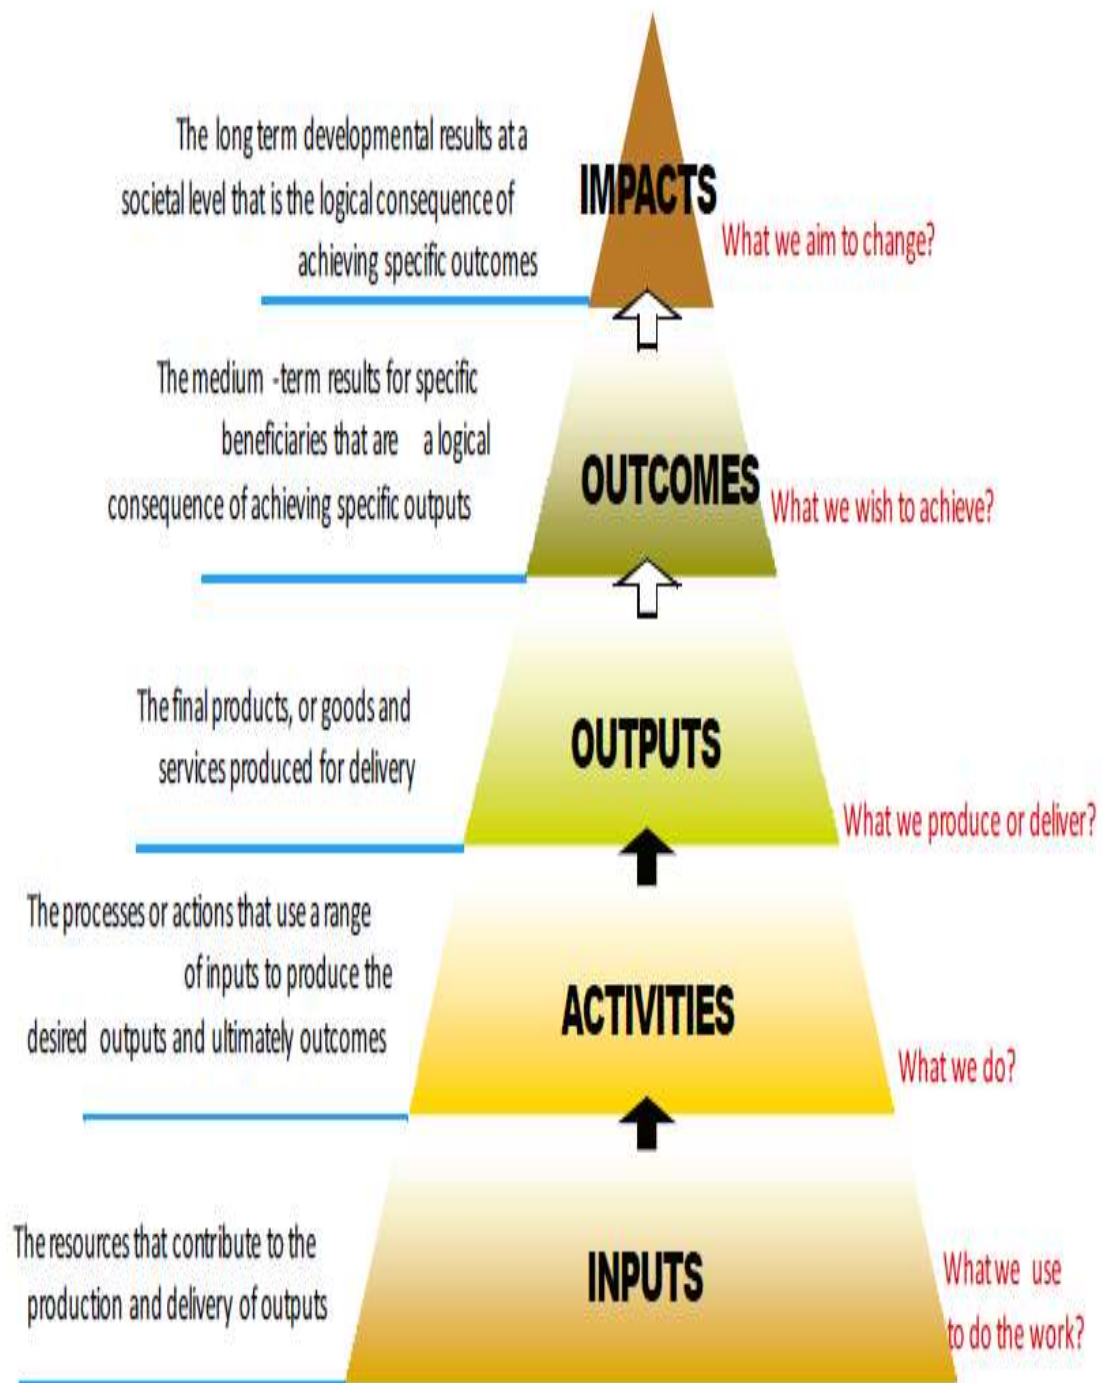 The long term developmental results at a
societal level that is the logical consequence of
achieving specific outcomes
IMPACTS
What we aim to change?
The medium -term results for specific
beneficiaries that are a logical
consequence of achieving specific outputs
OUTCOMES
What we wish to achieve?
The final products, or goods and
services produced for delivery
OUTPUTS
What we produce or deliver?
The processes or actions that use a range
of inputs to produce the
desired outputs and ultimately outcomes
ACTIVITIES
What we do?
The resources that contribute to the
production and delivery of outputs
INPUTS
What we use
to do the work?